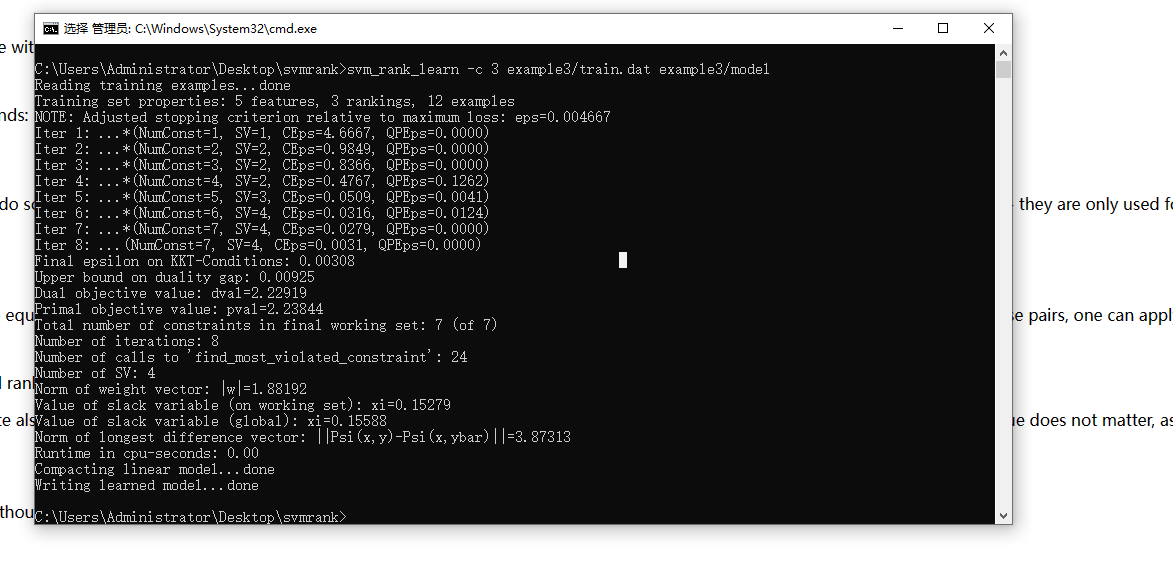 选择 管理员: C:\Windows\System32\cmd.exe
e wit
C:\Users\Administrator\Desktop\svmrank>svm_rank_learn -c 3 example3/train.dat example3/model
Reading training examples...done
Training set properties: 5 features, 3 rankings, 12 examples
nds:
NOTE: Adjusted stopping criterion relative to maximum loss: eps=0.004667
Iter 1: ...*(NumConst=1, SV=1, CEps=4.6667, QPEps=0.0000)
Iter 2: ...*(NumConst=2, SV=2, CEps=0.9849, QPEps=0.0000)
Iter 3: ...*(NumConst=3, SV=2, CEps=0.8366, QPEps=0.0000)
Iter 4: ...*(NumConst=4, SV=2, CEps=0.4767, QPEps=0.1262)
Iter 5: ...*(NumConst=5, SV=3, CEps=0.0509, QPEps=0.0041)
do so
they are only used fo
Iter 6: ...*(NumConst=6, SV=4, CEps=0.0316, QPEps=0.0124)
Iter 7: ...*(NumConst=7, SV=4, CEps=0.0279, QPEps=0.0000)
Iter 8: ...(NumConst=7, SV=4, CEps=0.0031, QPEps=0.0000)
Final epsilon on KKT-Conditions: 0.00308
Upper bound on duality gap: 0.00925
Dual objective value: dval=2.22919
Primal objective value: pval=2.23844
equ
se pairs, one can appl
Total number of constraints in final working set: 7 (of 7)
Number of iterations: 8
Number of calls to 'find_most_violated_constraint': 24
Number of SV: 4
l ran
Norm of weight vector: |w|=1.88192
Value of slack variable (on working set): xi=0.15279
Value of slack variable (global): xi=0.15588
te als
ue does not matter, as
Norm of longest difference vector: ||Psi(x,y)-Psi(x,ybar)||=3.87313
Runtime in cpu-seconds: 0.00
Compacting linear model...done
Writing learned model...done
thou
C:\Users\Administrator\Desktop\svmrank>